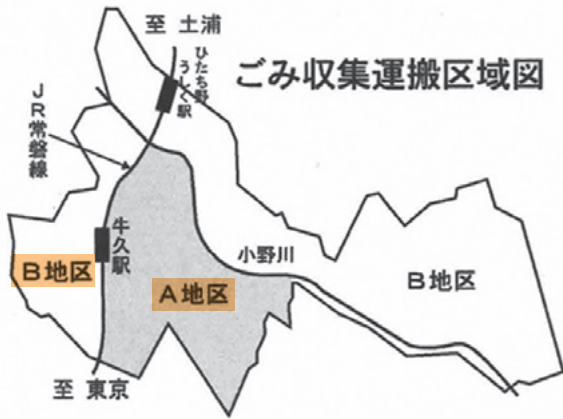 至 土浦
ひたち野
うしく駅
ごみ収集運搬区域図
JR常磐線
牛久駅
小野川
B地区
A地区
B地区
至 東京